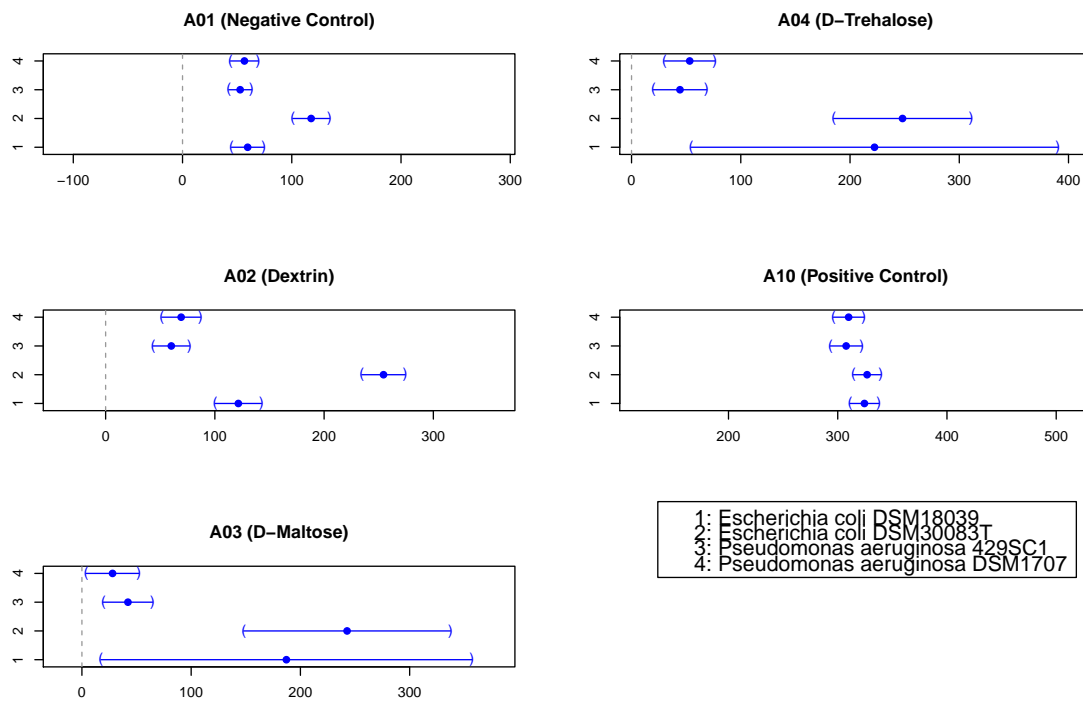 A01 (Negative Control)
4
3
2
1
−100 0 100 200 300
A04 (D−Trehalose)
4
3
2
1
0 100 200 300 400
A02 (Dextrin)
4
3
2
1
0 100 200 300
A10 (Positive Control)
4
3
2
1
200 300 400 500
A03 (D−Maltose)
4
3
2
1
0 100 200 300
1: Escherichia coli DSM18039
2: Escherichia coli DSM30083T
3: Pseudomonas aeruginosa 429SC1
4: Pseudomonas aeruginosa DSM1707